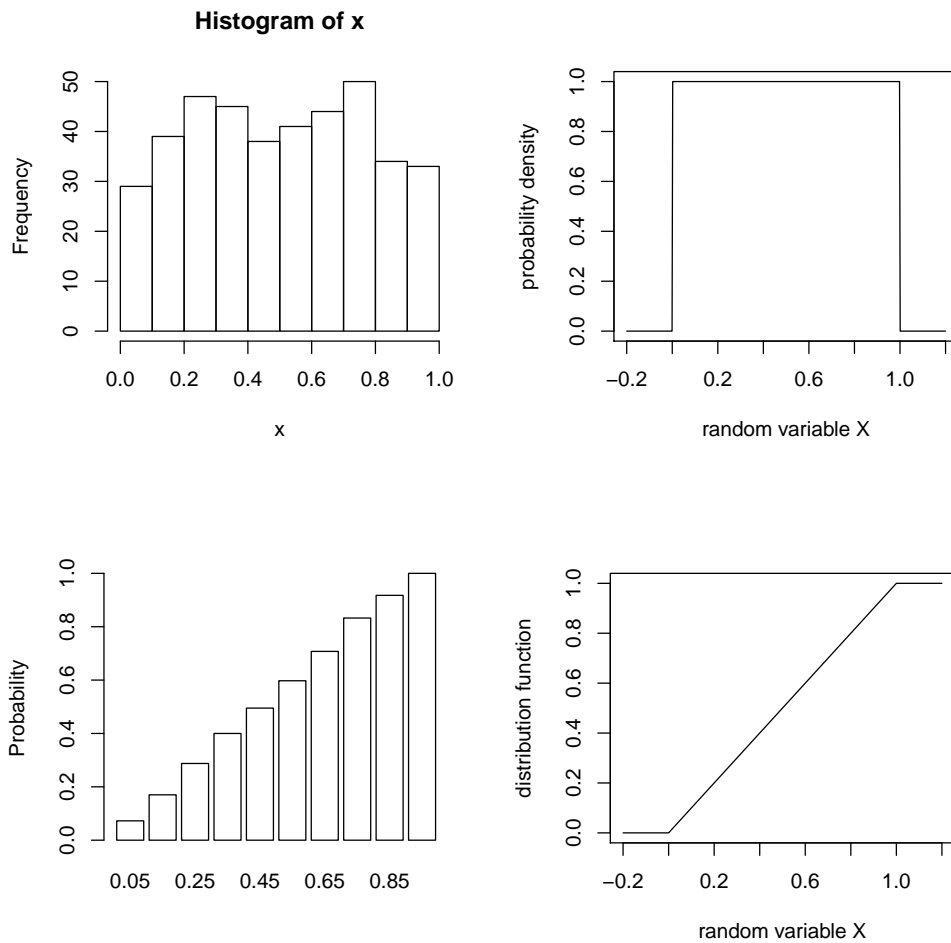 Histogram of x
Frequency
0 10 20 30 40 50
0.0 0.2 0.4 0.6 0.8 1.0
x
probability density
0.0 0.2 0.4 0.6 0.8 1.0
−0.2 0.2 0.6 1.0
random variable X
Probability
0.0 0.2 0.4 0.6 0.8 1.0
0.05 0.25 0.45 0.65 0.85
distribution function
0.0 0.2 0.4 0.6 0.8 1.0
−0.2 0.2 0.6 1.0
random variable X